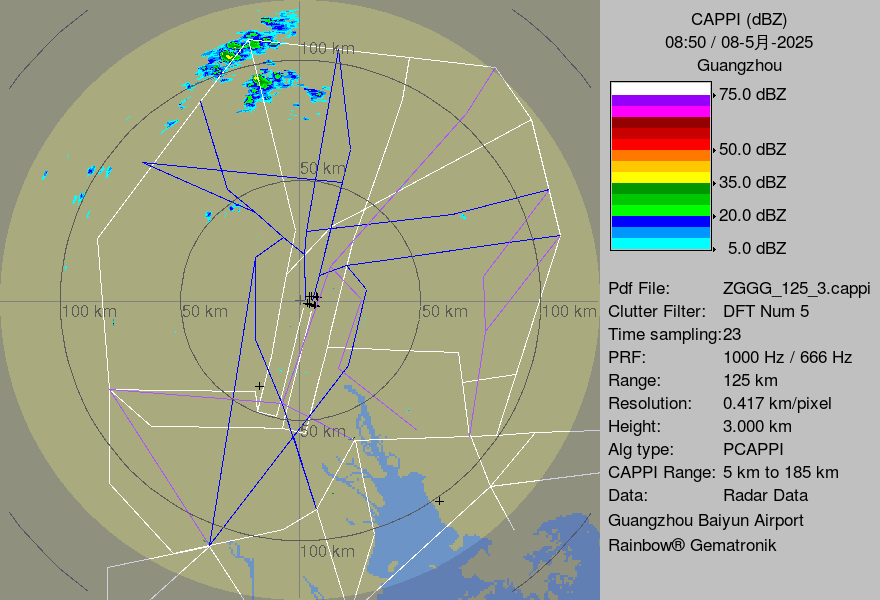 CAPPI (dBZ)
08:50 / 08-5月-2025
Guangzhou
75.0 dBZ
50.0 dBZ
35.0 dBZ
20.0 dBZ
5.0 dBZ
100 km
50 km
100 km
50 km
50 km
100 km
50 km
100 km
Pdf File: ZGGG_125_3.cappi
Clutter Filter: DFT Num 5
Time sampling:23
PRF: 1000 Hz / 666 Hz
Range: 125 km
Resolution: 0.417 km/pixel
Height: 3.000 km
Alg type: PCAPPI
CAPPI Range: 5 km to 185 km
Data: Radar Data
Guangzhou Baiyun Airport
Rainbow® Gematronik